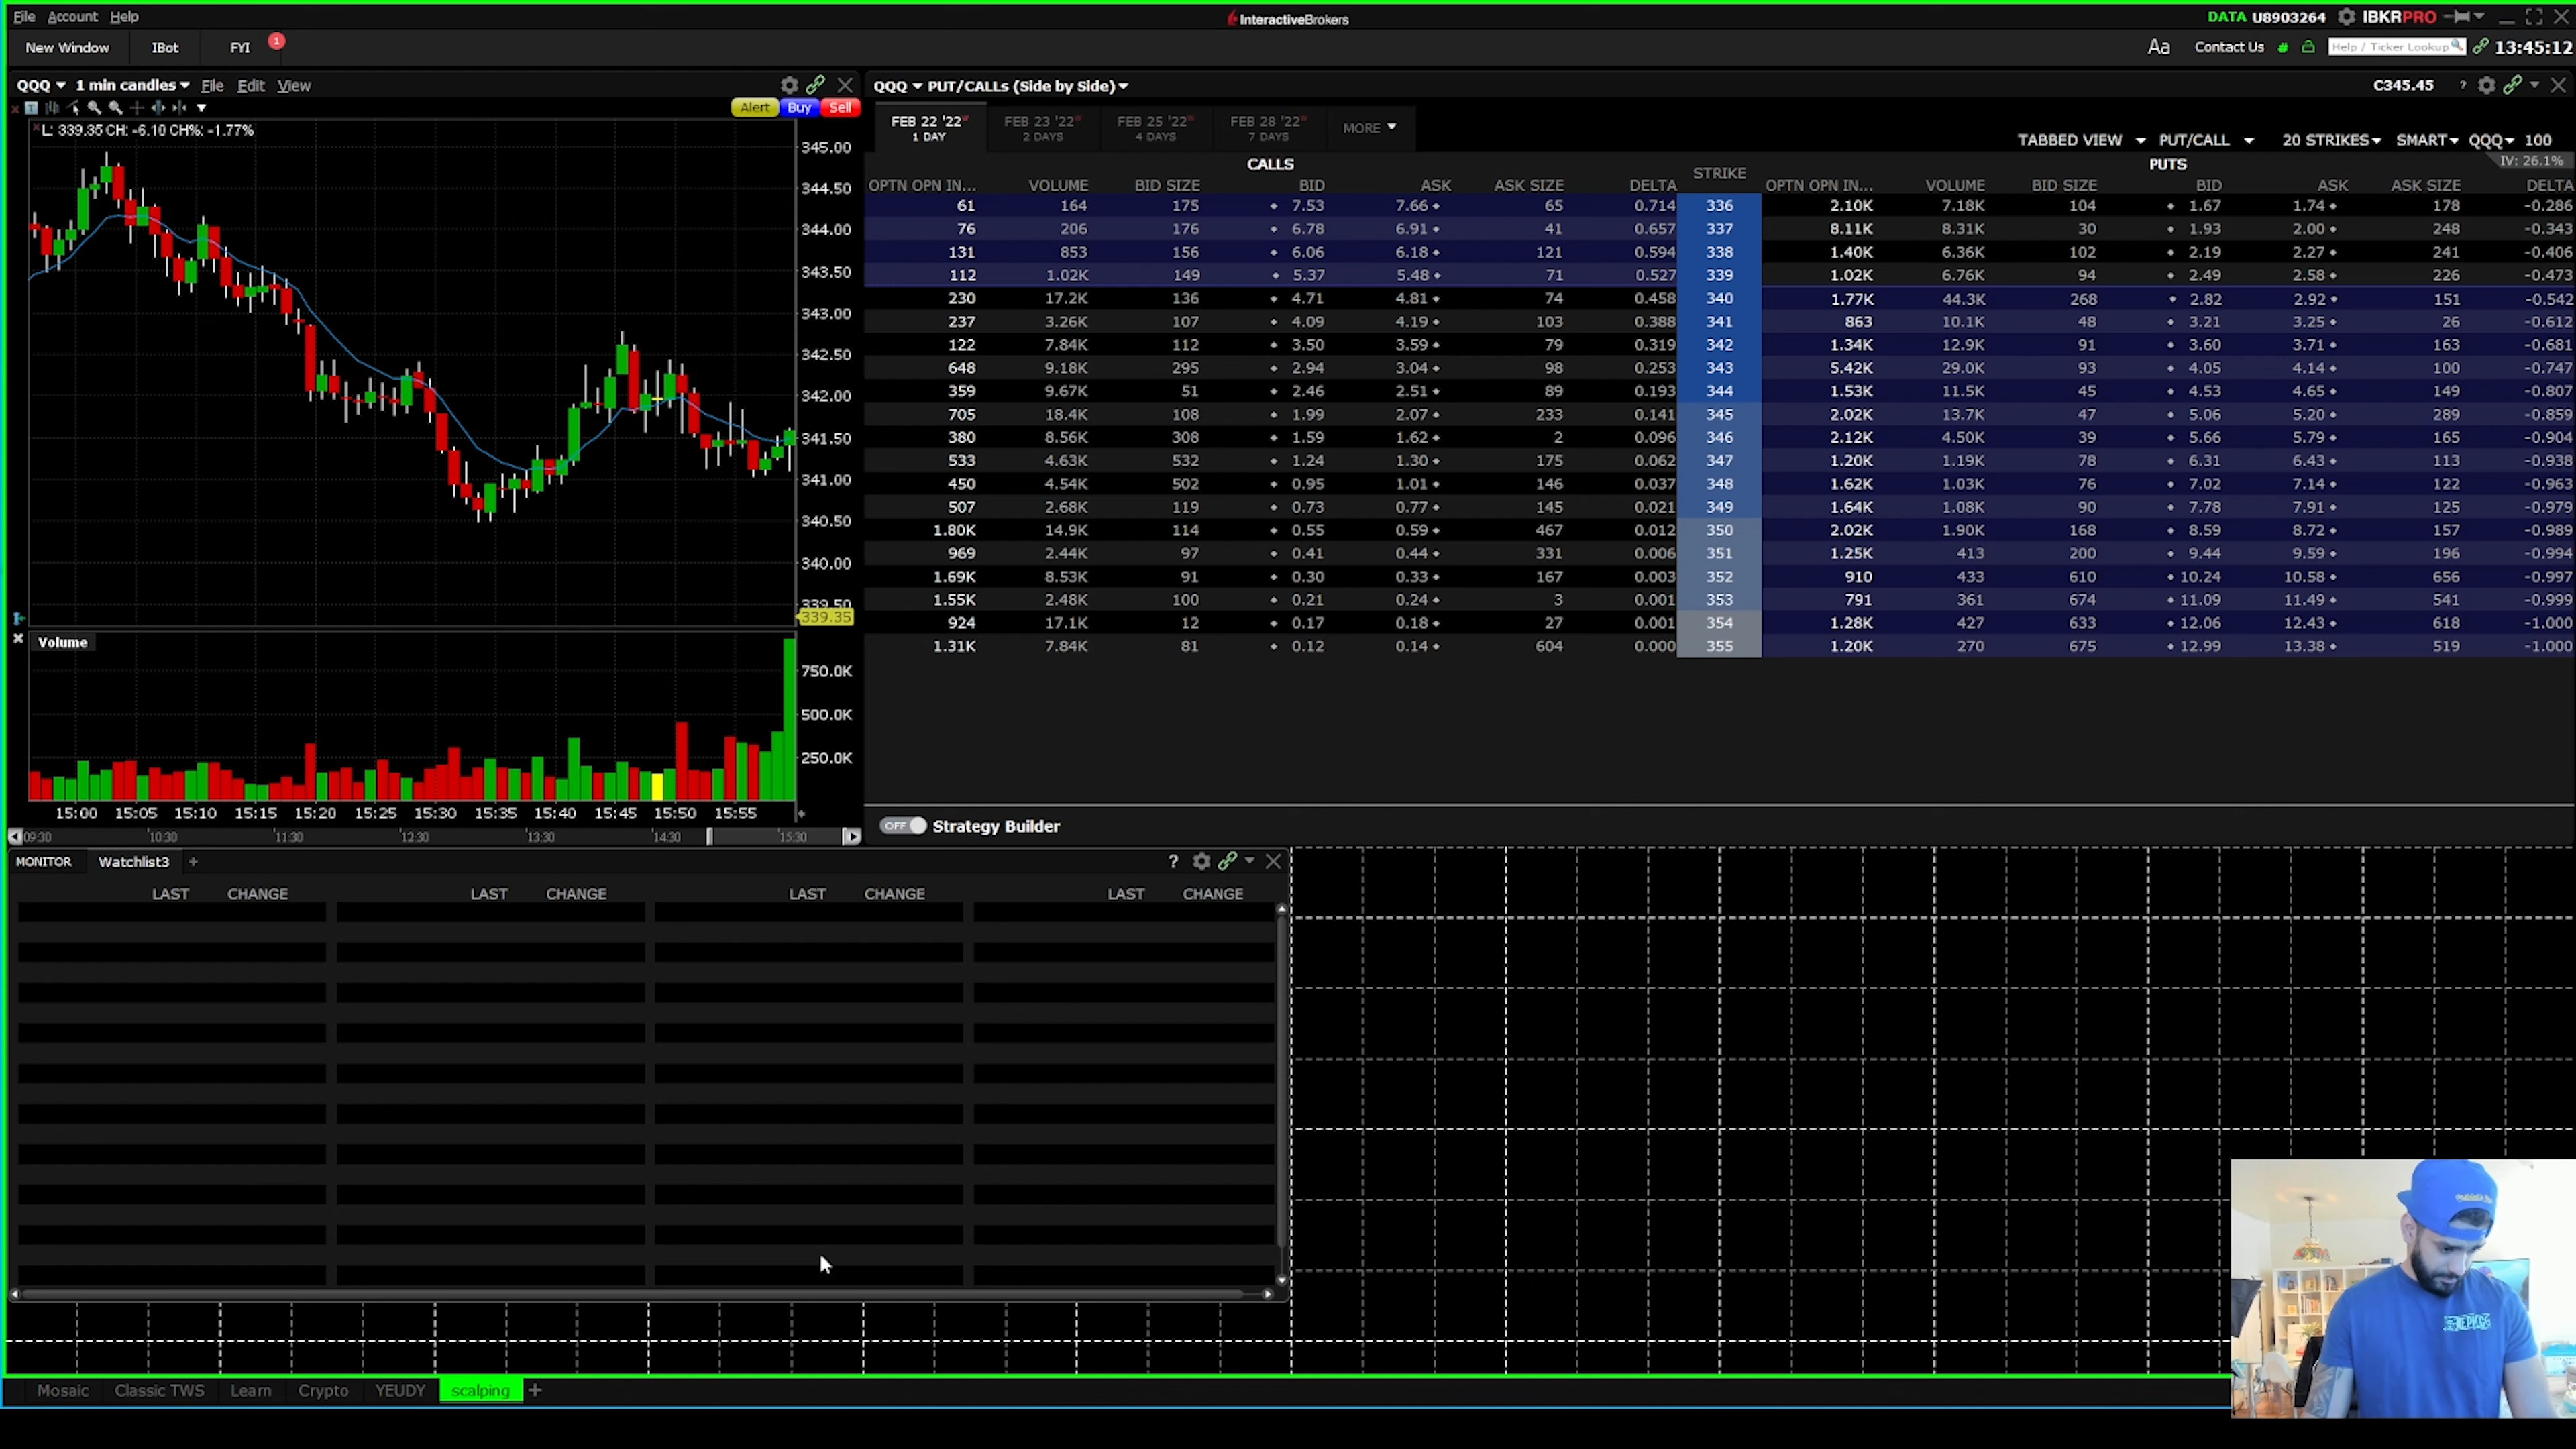 File Account Help
InteractiveBrokers
DATA U8903264 IBKRPRO
New Window IBot FYI 1
Aa Contact Us # Help / Ticker Lookup 13:45:12
QQQ 1 min candles File Edit View
Alert Buy Sell
L: 339.35 CH: -6.10 CH%: -1.77%
345.00
344.50
344.00
343.50
343.00
342.50
342.00
341.50
341.00
340.50
340.00
339.50
339.35
Volume
750.0K
500.0K
250.0K
15:00 15:05 15:10 15:15 15:20 15:25 15:30 15:35 15:40 15:45 15:50 15:55
09:30 10:30 11:30 12:30 13:30 14:30 15:30
QQQ PUT/CALLS (Side by Side) C345.45 ?
FEB 22 '22 W FEB 23 '22 W FEB 25 '22 W FEB 28 '22 W MORE
1 DAY 2 DAYS 4 DAYS 7 DAYS
TABBED VIEW PUT/CALL 20 STRIKES SMART QQQ 100
CALLS STRIKE PUTS IV: 26.1%
OPTN OPN IN... VOLUME BID SIZE BID ASK ASK SIZE DELTA OPTN OPN IN... VOLUME BID SIZE BID ASK ASK SIZE DELTA
61 164 175 7.53 7.66 65 0.714 336 2.10K 7.18K 104 1.67 1.74 178 -0.286
76 206 176 6.78 6.91 41 0.657 337 8.11K 8.31K 30 1.93 2.00 248 -0.343
131 853 156 6.06 6.18 121 0.594 338 1.40K 6.36K 102 2.19 2.27 241 -0.406
112 1.02K 149 5.37 5.48 71 0.527 339 1.02K 6.76K 94 2.49 2.58 226 -0.473
230 17.2K 136 4.71 4.81 74 0.458 340 1.77K 44.3K 268 2.82 2.92 151 -0.542
237 3.26K 107 4.09 4.19 103 0.388 341 863 10.1K 48 3.21 3.25 26 -0.612
122 7.84K 112 3.50 3.59 79 0.319 342 1.34K 12.9K 91 3.60 3.71 163 -0.681
648 9.18K 295 2.94 3.04 98 0.253 343 5.42K 29.0K 93 4.05 4.14 100 -0.747
359 9.67K 51 2.46 2.51 89 0.193 344 1.53K 11.5K 45 4.53 4.65 149 -0.807
705 18.4K 108 1.99 2.07 233 0.141 345 2.02K 13.7K 47 5.06 5.20 289 -0.859
380 8.56K 308 1.59 1.62 2 0.096 346 2.12K 4.50K 39 5.66 5.79 165 -0.904
533 4.63K 532 1.24 1.30 175 0.062 347 1.20K 1.19K 78 6.31 6.43 113 -0.938
450 4.54K 502 0.95 1.01 146 0.037 348 1.62K 1.03K 76 7.02 7.14 122 -0.963
507 2.68K 119 0.73 0.77 145 0.021 349 1.64K 1.08K 90 7.78 7.91 125 -0.979
1.80K 14.9K 114 0.55 0.59 467 0.012 350 2.02K 1.90K 168 8.59 8.72 157 -0.989
969 2.44K 97 0.41 0.44 331 0.006 351 1.25K 413 200 9.44 9.59 196 -0.994
1.69K 8.53K 91 0.30 0.33 167 0.003 352 910 433 610 10.24 10.58 656 -0.997
1.55K 2.48K 100 0.21 0.24 3 0.001 353 791 361 674 11.09 11.49 541 -0.999
924 17.1K 12 0.17 0.18 27 0.001 354 1.28K 427 633 12.06 12.43 618 -1.000
1.31K 7.84K 81 0.12 0.14 604 0.000 355 1.20K 270 675 12.99 13.38 519 -1.000
OFF Strategy Builder
MONITOR Watchlist3 + ?
LAST CHANGE LAST CHANGE LAST CHANGE LAST CHANGE
Mosaic Classic TWS Learn Crypto YEUDY scalping +